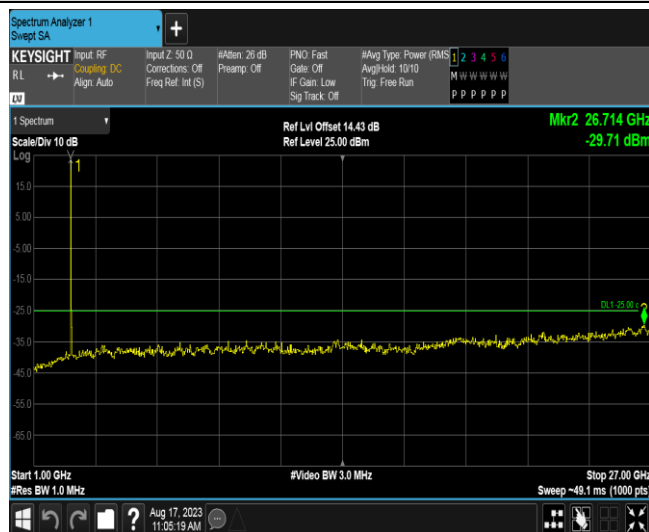 Spectrum Analyzer 1
Swept SA
KEYSIGHT Input: RF Input Z: 50 Ω #Atten: 26 dB PNO: Fast #Avg Type: Power (RMS 1 2 3 4 5 6
RL Coupling: DC Corrections: Off Preamp: Off Gate: Off Avg|Hold: 10/10 M W W W W W
Align: Auto Freq Ref: Int (S) IF Gain: Low Trig: Free Run
Sig Track: Off P P P P P P
LXI
1 Spectrum Ref Lvl Offset 14.43 dB Mkr2 26.714 GHz
Scale/Div 10 dB Ref Level 25.00 dBm -29.71 dBm
Log
1
15.0
5.00
-5.00
-15.0
-25.0 DL1 -25.00
2
-35.0
-45.0
-55.0
-65.0
Start 1.00 GHz #Video BW 3.0 MHz Stop 27.00 GHz
#Res BW 1.0 MHz Sweep ~49.1 ms (1000 pts)
Aug 17, 2023
11:05:19 AM